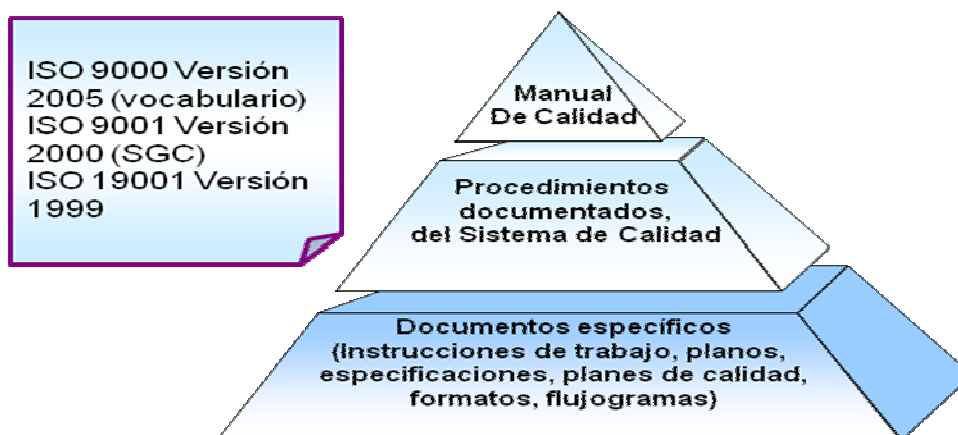 ISO 9000 Versión
2005 (vocabulario)
ISO 9001 Versión
2000 (SGC)
ISO 19001 Versión
1999
Manual
De Calidad
Procedimientos
documentados,
del Sistema de Calidad
Documentos específicos
(Instrucciones de trabajo, planos,
especificaciones, planes de calidad,
formatos, flujogramas)